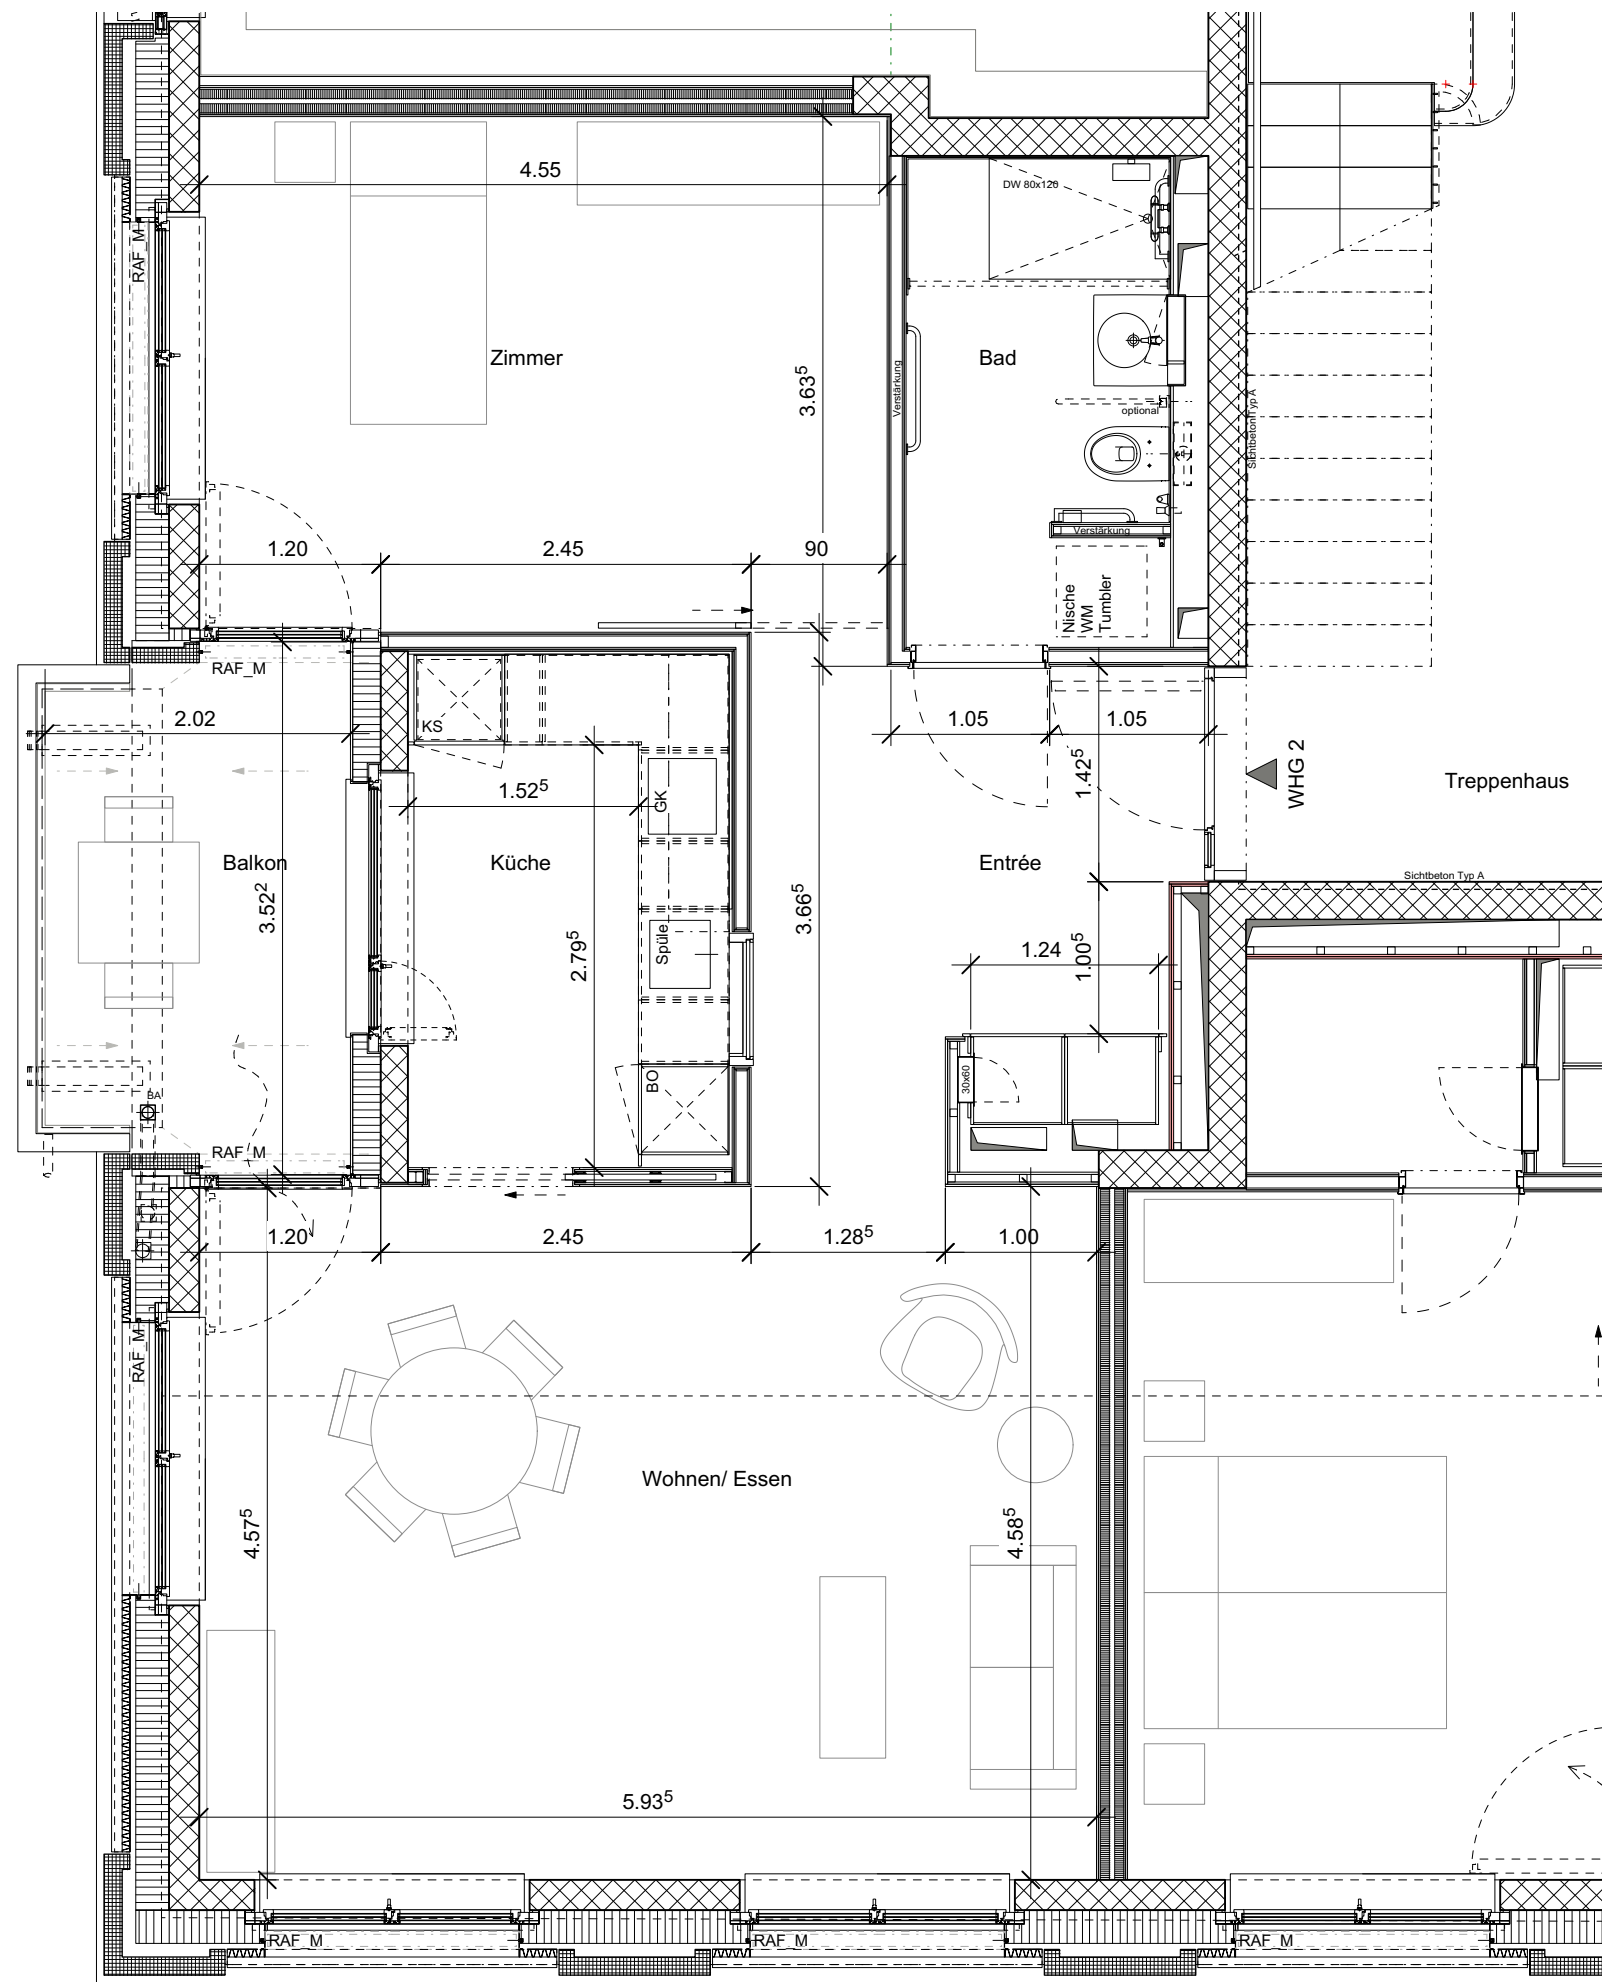 4.55
DW 80x120
RAF_M
Zimmer
3.63⁵
Verstärkung
Bad
optional
Sichtbeton Typ A
Verstärkung
1.20
2.45
90
Nische
WM
Tumbler
RAF_M
2.02
KS
1.05
1.05
1.42⁵
WHG 2
Treppenhaus
1.52⁵
GK
Balkon
Küche
Entrée
Sichtbeton Typ A
3.52²
2.79⁵
Spüle
3.66⁵
1.24
1.00⁵
BO
30x60
BA
RAF_M
1.20
2.45
1.28⁵
1.00
RAF_M
Wohnen/ Essen
4.57⁵
4.58⁵
5.93⁵
RAF_M
RAF_M
RAF_M